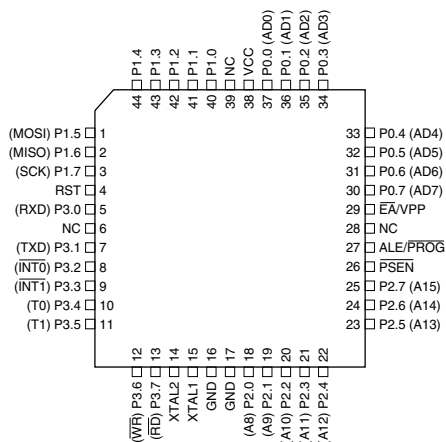 P1.4
P1.3
P1.2
P1.1
P1.0
NC
VCC
P0.0 (AD0)
P0.1 (AD1)
P0.2 (AD2)
P0.3 (AD3)
44
43
42
41
40
39
38
37
36
35
34
(MOSI) P1.5 1
(MISO) P1.6 2
(SCK) P1.7 3
RST 4
(RXD) P3.0 5
NC 6
(TXD) P3.1 7
(INT0) P3.2 8
(INT1) P3.3 9
(T0) P3.4 10
(T1) P3.5 11
33 P0.4 (AD4)
32 P0.5 (AD5)
31 P0.6 (AD6)
30 P0.7 (AD7)
29 EA/VPP
28 NC
27 ALE/PROG
26 PSEN
25 P2.7 (A15)
24 P2.6 (A14)
23 P2.5 (A13)
12
13
14
15
16
17
18
19
20
21
22
(WR) P3.6
(RD) P3.7
XTAL2
XTAL1
GND
GND
(A8) P2.0
(A9) P2.1
(A10) P2.2
(A11) P2.3
(A12) P2.4